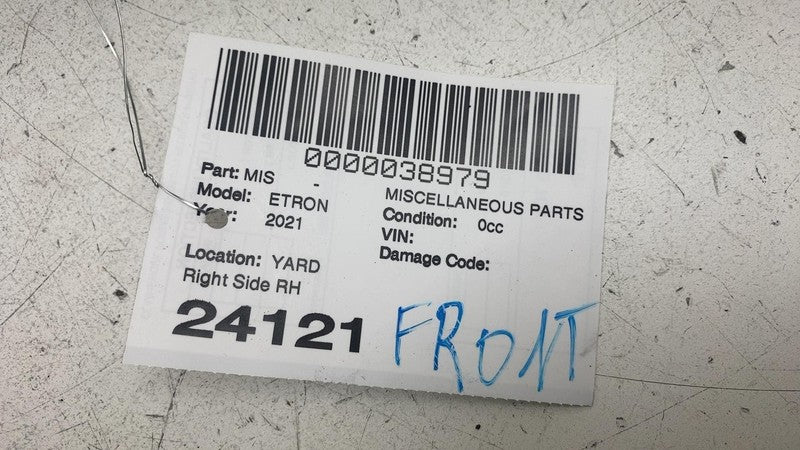 0000038979
Part: MIS -
MISCELLANEOUS PARTS
Model: ETRON
Condition: 0cc
Year: 2021
VIN:
Damage Code:
Location: YARD
Right Side RH
24121
FRONT